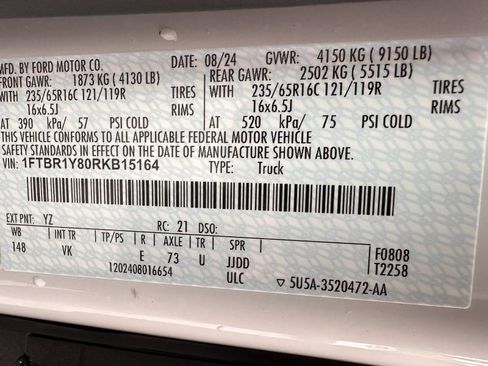 MFD. BY FORD MOTOR CO. DATE: 08/24 GVWR: 4150 KG ( 9150 LB)
FRONT GAWR: 1873 KG ( 4130 LB) REAR GAWR: 2502 KG ( 5515 LB)
WITH 235/65R16C 121/119R TIRES WITH 235/65R16C 121/119R TIRES
16x6.5J RIMS 16x6.5J RIMS
AT 390 kPa/ 57 PSI COLD AT 520 kPa/ 75 PSI COLD
THIS VEHICLE CONFORMS TO ALL APPLICABLE FEDERAL MOTOR VEHICLE
SAFETY STANDARDS IN EFFECT ON THE DATE OF MANUFACTURE SHOWN ABOVE.
VIN: 1FTBR1Y80RKB15164 TYPE: Truck
EXT PNT: YZ RC: 21 DSO:
WB INT TR TP/PS R AXLE TR SPR F0808
148 VK E 73 U JJDD T2258
1202408016654 ULC ▽ 5U5A-3520472-AA